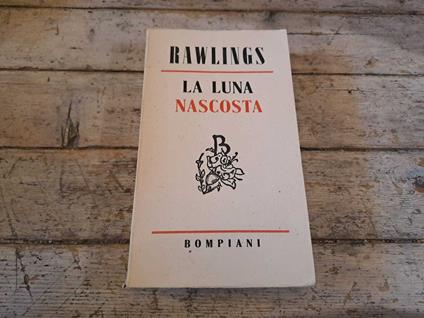 RAWLINGS
LA LUNA
NASCOSTA
B
BOMPIANI